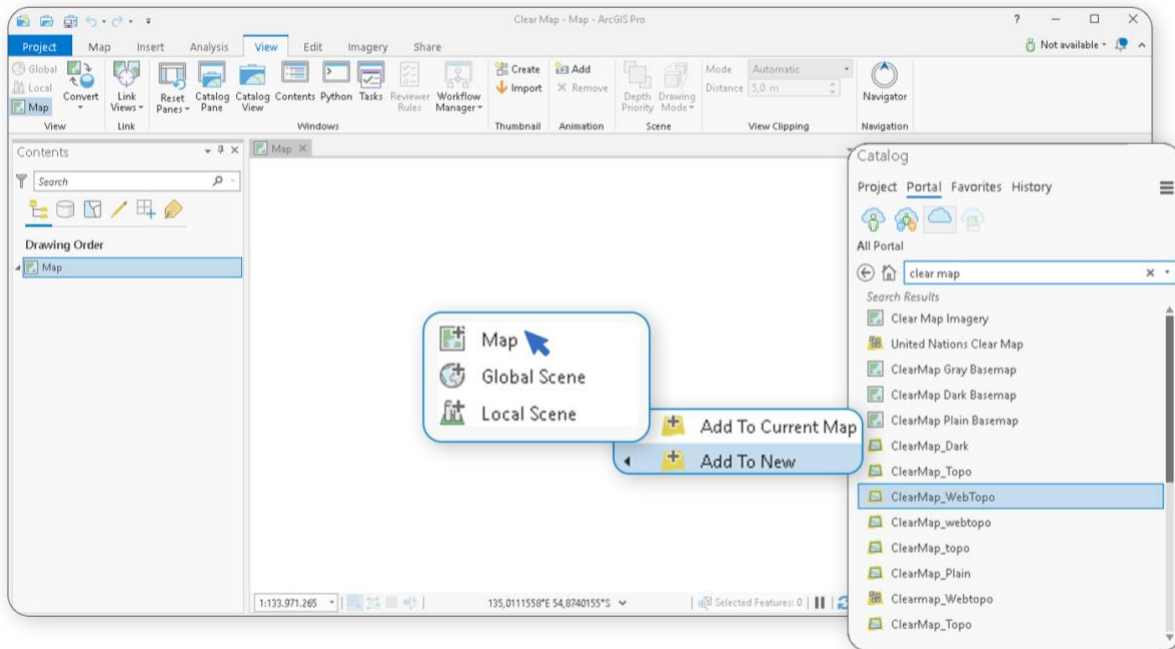 Clear Map - Map - ArcGIS Pro
?
Project Map Insert Analysis View Edit Imagery Share
Not available
Global
Local
Map
Convert
View
Link Views
Link
Reset Panes
Catalog Pane
Catalog View
Contents
Python
Tasks
Reviewer Rules
Workflow Manager
Windows
Create
Import
Thumbnail
Add
Remove
Animation
Depth Priority
Drawing Mode
Scene
Mode Automatic
Distance 5,0 m
View Clipping
Navigator
Navigation
Contents
Search
Drawing Order
Map
Map
Map
Global Scene
Local Scene
Add To Current Map
Add To New
1:133.971.265
135,0111558°E 54,8740155°S
Selected Features: 0
Catalog
Project Portal Favorites History
All Portal
clear map
Search Results
Clear Map Imagery
United Nations Clear Map
ClearMap Gray Basemap
ClearMap Dark Basemap
ClearMap Plain Basemap
ClearMap_Dark
ClearMap_Topo
ClearMap_WebTopo
ClearMap_webtopo
ClearMap_topo
ClearMap_Plain
Clearmap_Webtopo
ClearMap_Topo